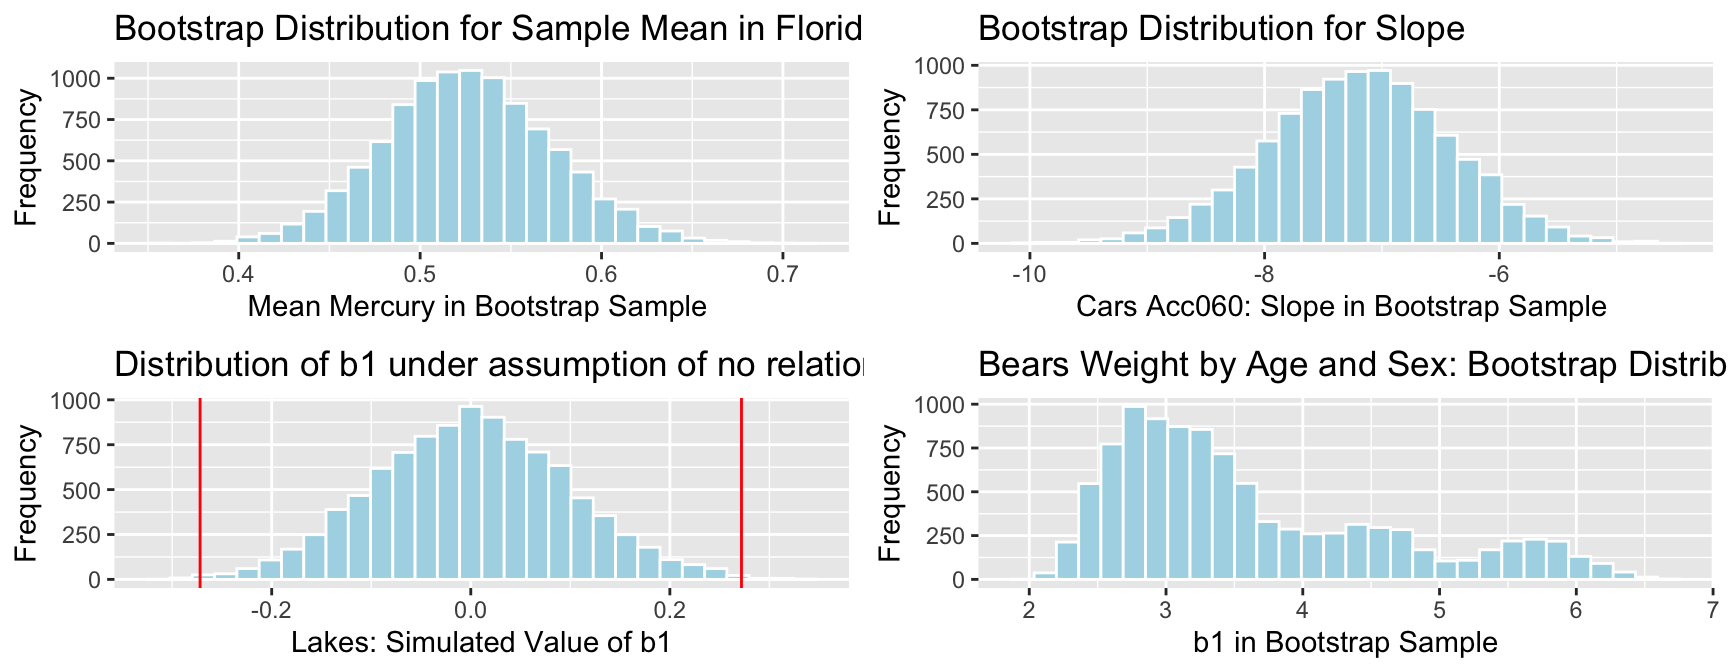 Bootstrap Distribution for Sample Mean in Florid
Frequency
1000
750
500
250
0
0.4 0.5 0.6 0.7
Mean Mercury in Bootstrap Sample
Bootstrap Distribution for Slope
Frequency
1000
750
500
250
0
-10 -8 -6
Cars Acc060: Slope in Bootstrap Sample
Distribution of b1 under assumption of no relation
Frequency
1000
750
500
250
0
-0.2 0.0 0.2
Lakes: Simulated Value of b1
Bears Weight by Age and Sex: Bootstrap Distrib
Frequency
1000
750
500
250
0
2 3 4 5 6 7
b1 in Bootstrap Sample